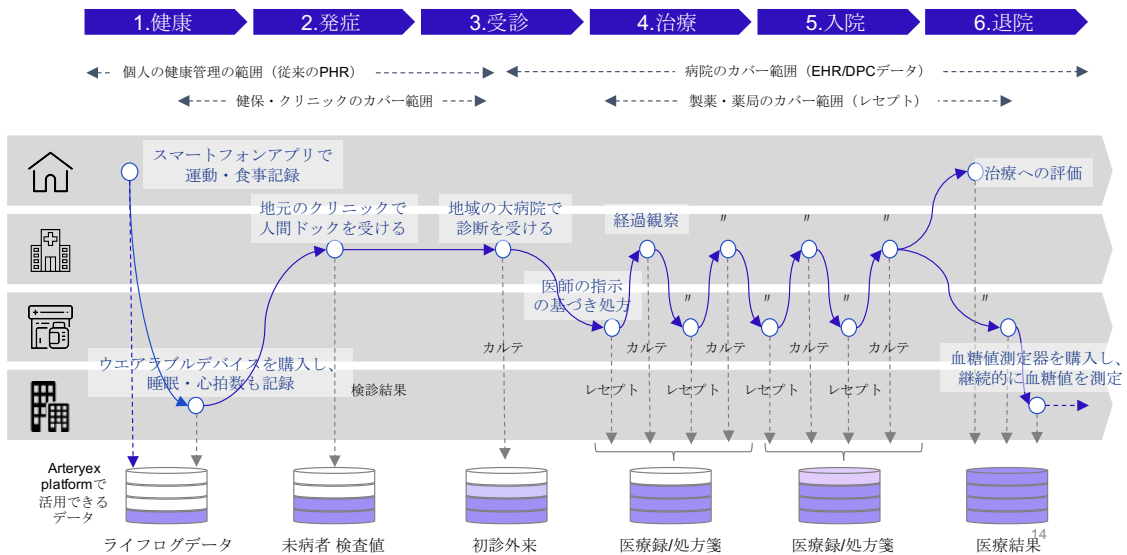 1.健康
2.発症
3.受診
4.治療
5.入院
6.退院
個人の健康管理の範囲（従来のPHR）
病院のカバー範囲（EHR/DPCデータ）
健保・クリニックのカバー範囲
製薬・薬局のカバー範囲（レセプト）
スマートフォンアプリで
運動・食事記録
治療への評価
地元のクリニックで
人間ドックを受ける
地域の大病院で
診断を受ける
経過観察
〃
〃
〃
医師の指示
の基づき処方
〃
〃
〃
〃
カルテ
カルテ
カルテ
カルテ
カルテ
ウエアラブルデバイスを購入し、
睡眠・心拍数も記録
血糖値測定器を購入し、
継続的に血糖値を測定
検診結果
レセプト
レセプト
レセプト
レセプト
Arteryex
platformで
活用できる
データ
ライフログデータ
未病者 検査値
初診外来
医療録/処方箋
医療録/処方箋
医療結果
14